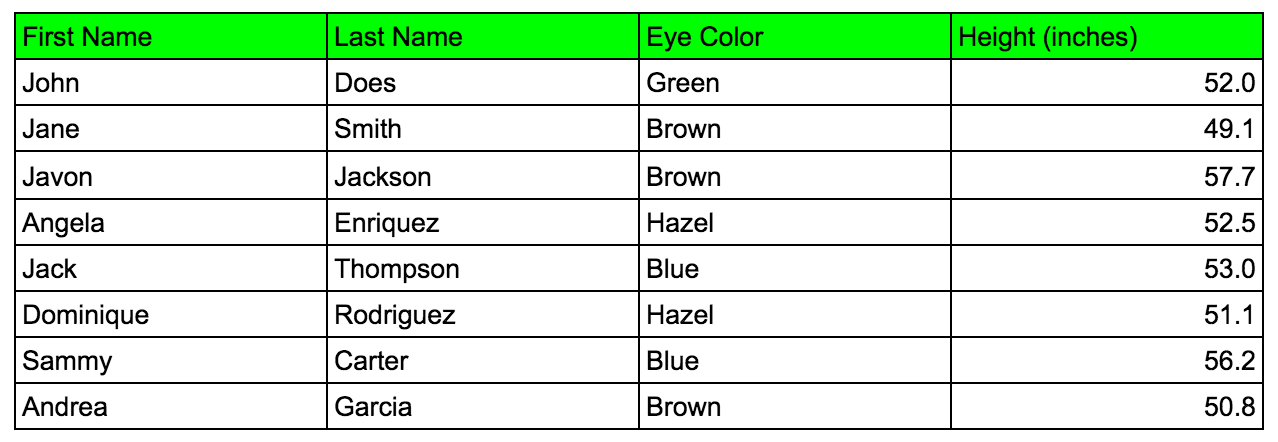 First Name Last Name Eye Color Height (inches)
John Does Green 52.0
Jane Smith Brown 49.1
Javon Jackson Brown 57.7
Angela Enriquez Hazel 52.5
Jack Thompson Blue 53.0
Dominique Rodriguez Hazel 51.1
Sammy Carter Blue 56.2
Andrea Garcia Brown 50.8